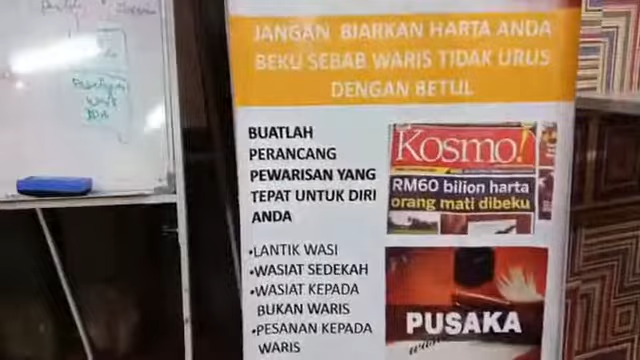 JANGAN BIARKAN HARTA ANDA
BEKU SEBAB WARIS TIDAK URUS
DENGAN BETUL
BUATLAH
PERANCANG
PEWARISAN YANG
TEPAT UNTUK DIRI
ANDA
•LANTIK WASI
•WASIAT SEDEKAH
•WASIAT KEPADA
BUKAN WARIS
•PESANAN KEPADA
WARIS
Kosmo!
RM60 bilion harta
orang mati dibeku
PUSAKA